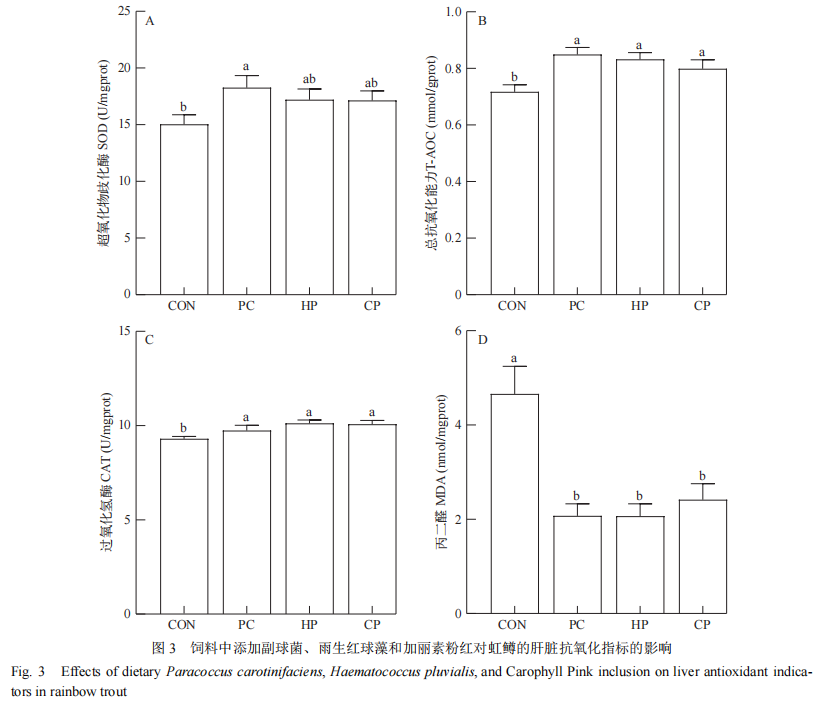 A
超氧化物歧化酶 SOD (U/mgprot)
25
20
15
10
5
0
b
a
ab
ab
CON
PC
HP
CP
B
总抗氧化能力T-AOC (mmol/gprot)
1.0
0.8
0.6
0.4
0.2
0
b
a
a
a
CON
PC
HP
CP
C
过氧化氢酶 CAT (U/mgprot)
15
10
5
0
b
a
a
a
CON
PC
HP
CP
D
丙二醛 MDA (nmol/mgprot)
6
4
2
0
a
b
b
b
CON
PC
HP
CP
图 3 饲料中添加副球菌、雨生红球藻和加丽素粉红对虹鳟的肝脏抗氧化指标的影响
Fig. 3 Effects of dietary Paracoccus carotinifaciens, Haematococcus pluvialis, and Carophyll Pink inclusion on liver antioxidant indica-
tors in rainbow trout